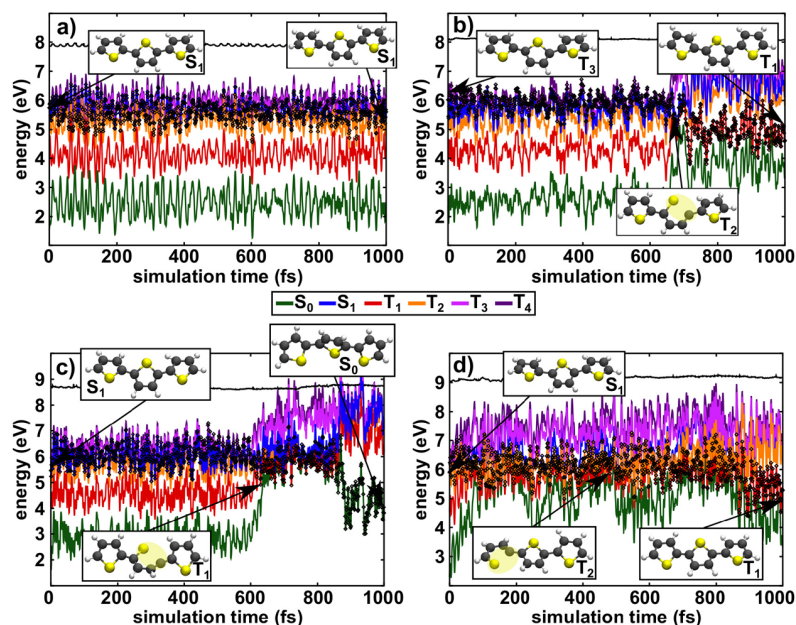 a)
S₁
S₁
energy (eV)
8
7
6
5
4
3
2
0 200 400 600 800 1000
simulation time (fs)
b)
T₃
T₁
T₂
energy (eV)
8
7
6
5
4
3
2
0 200 400 600 800 1000
simulation time (fs)
S₀ S₁ T₁ T₂ T₃ T₄
c)
S₁
S₀
T₁
energy (eV)
9
8
7
6
5
4
3
2
0 200 400 600 800 1000
simulation time (fs)
d)
S₁
T₂
T₁
energy (eV)
9
8
7
6
5
4
3
0 200 400 600 800 1000
simulation time (fs)